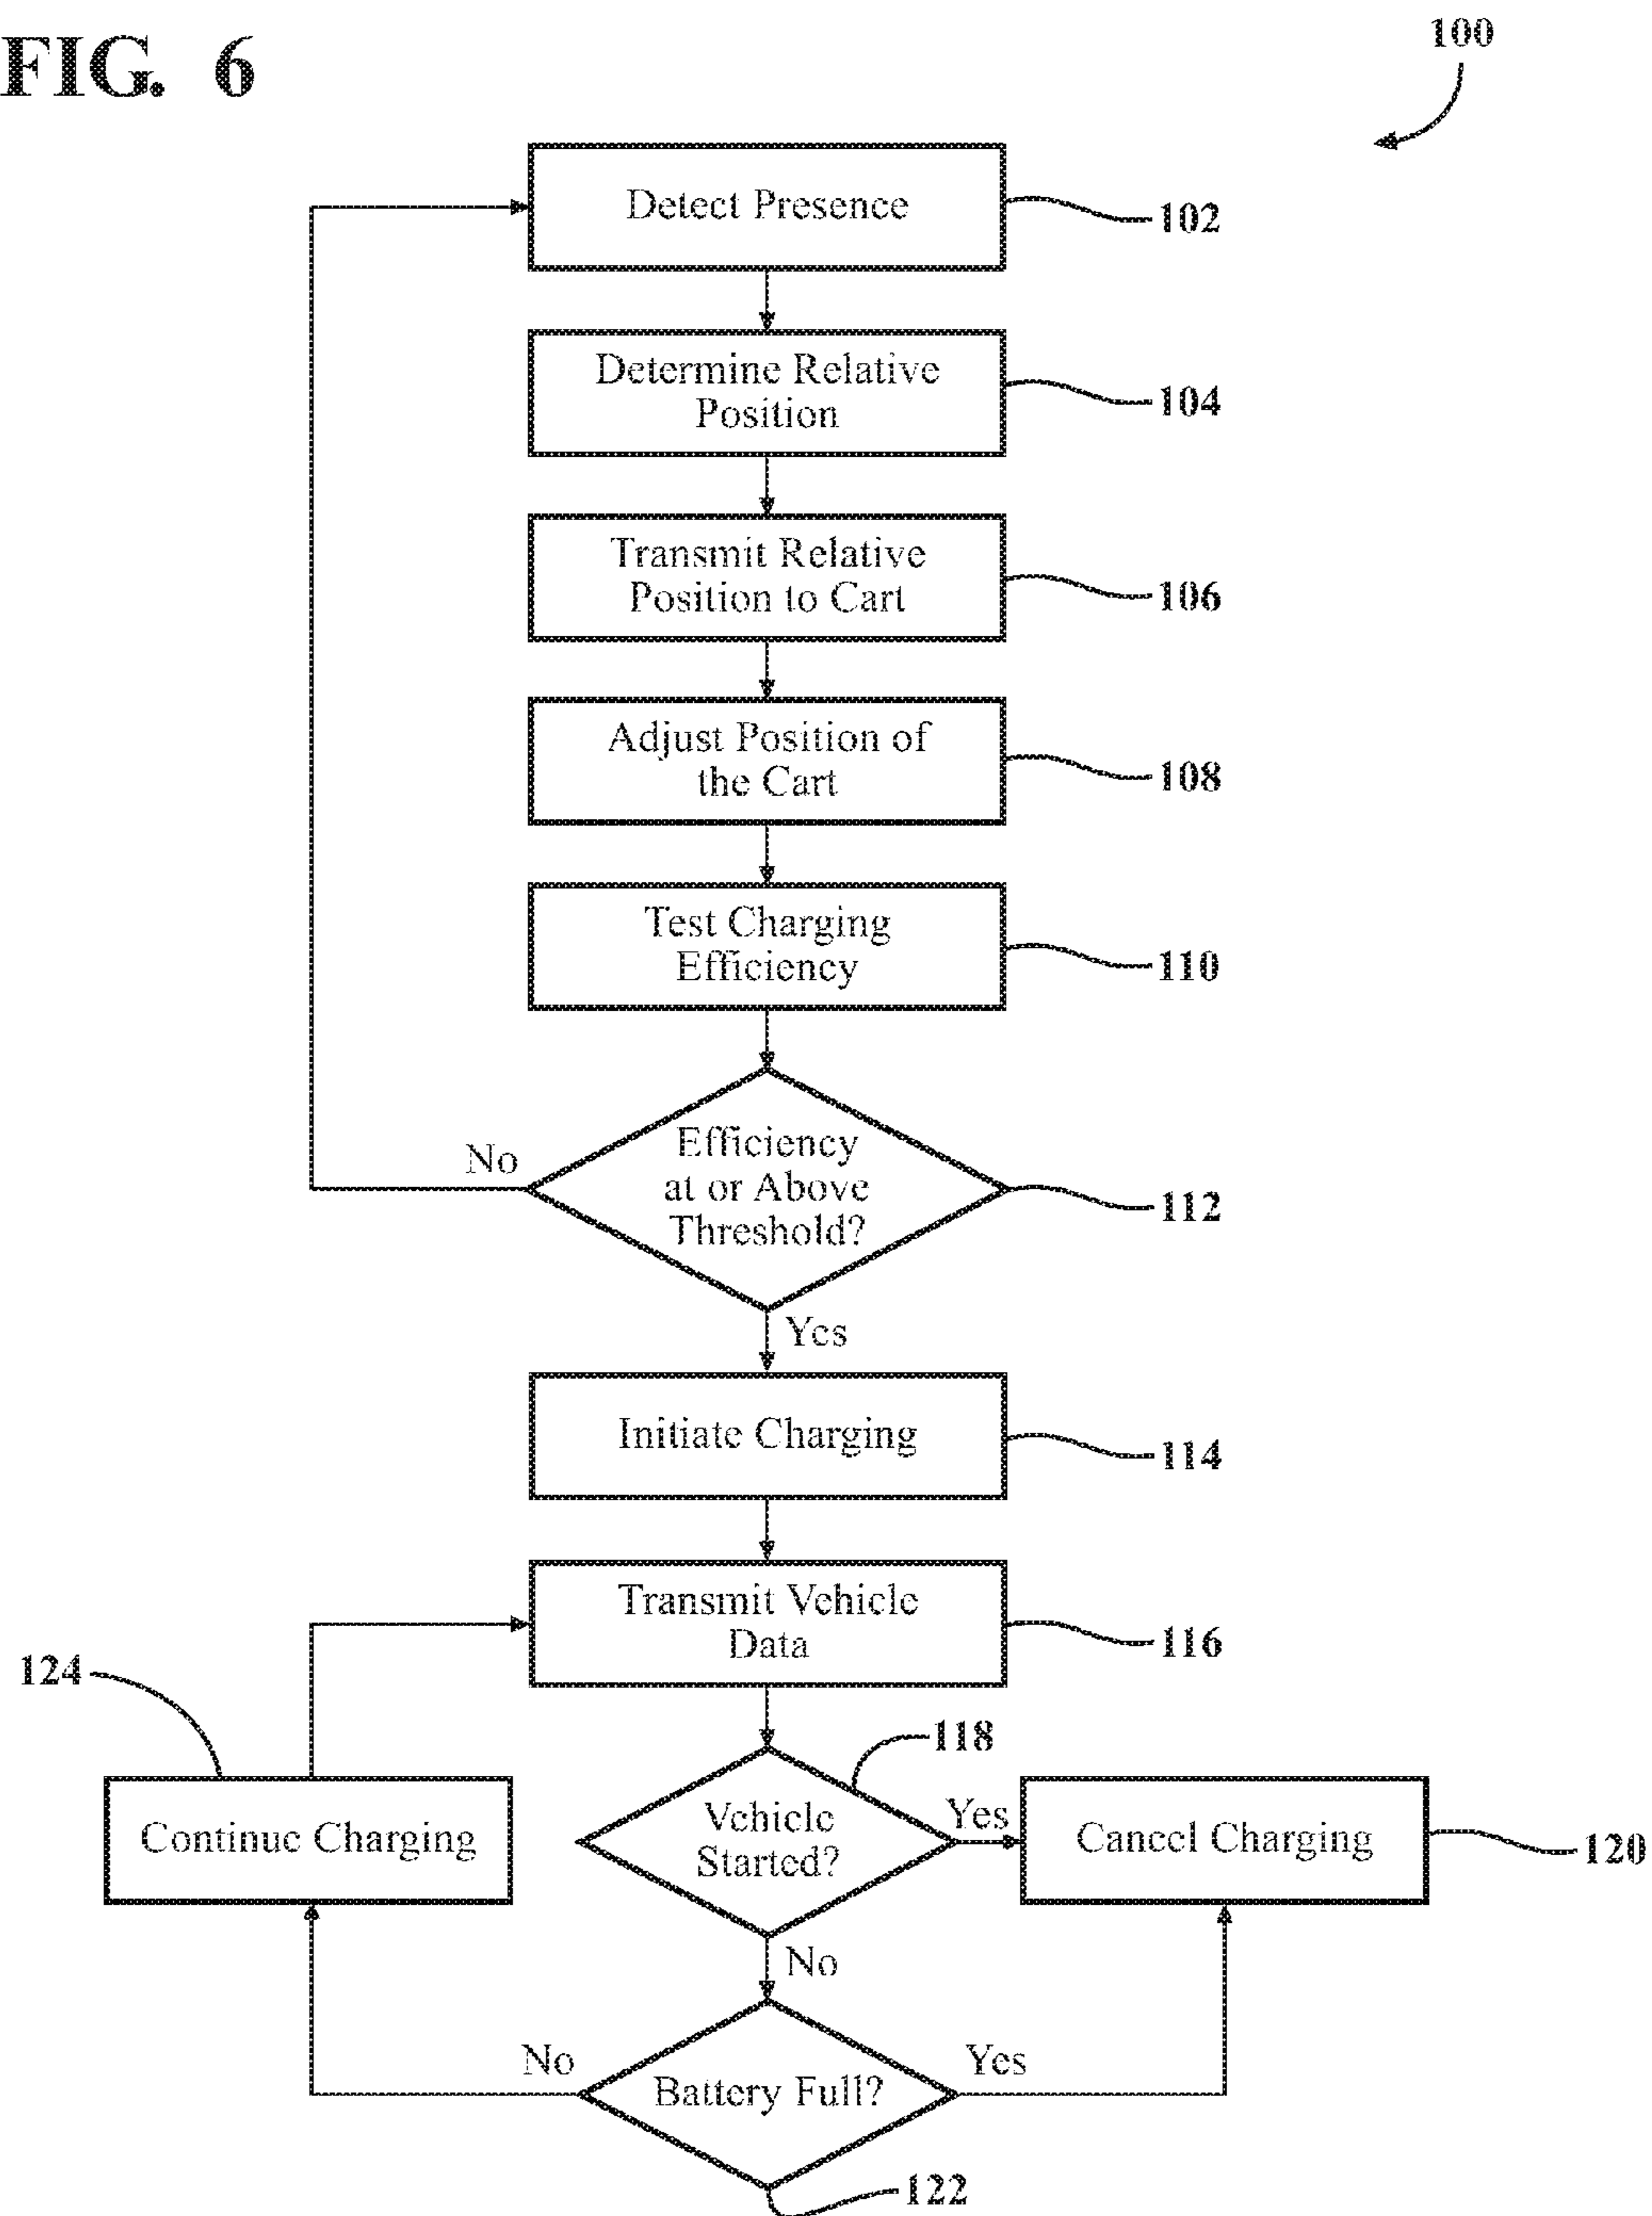 FIG. 6
100
Detect Presence
102
Determine Relative
Position
104
Transmit Relative
Position to Cart
106
Adjust Position of
the Cart
108
Test Charging
Efficiency
110
Efficiency
at or Above
Threshold?
No
112
Yes
Initiate Charging
114
Transmit Vehicle
Data
116
124
118
Continue Charging
Vehicle
Started?
Yes
Cancel Charging
120
No
No
Battery Full?
Yes
122